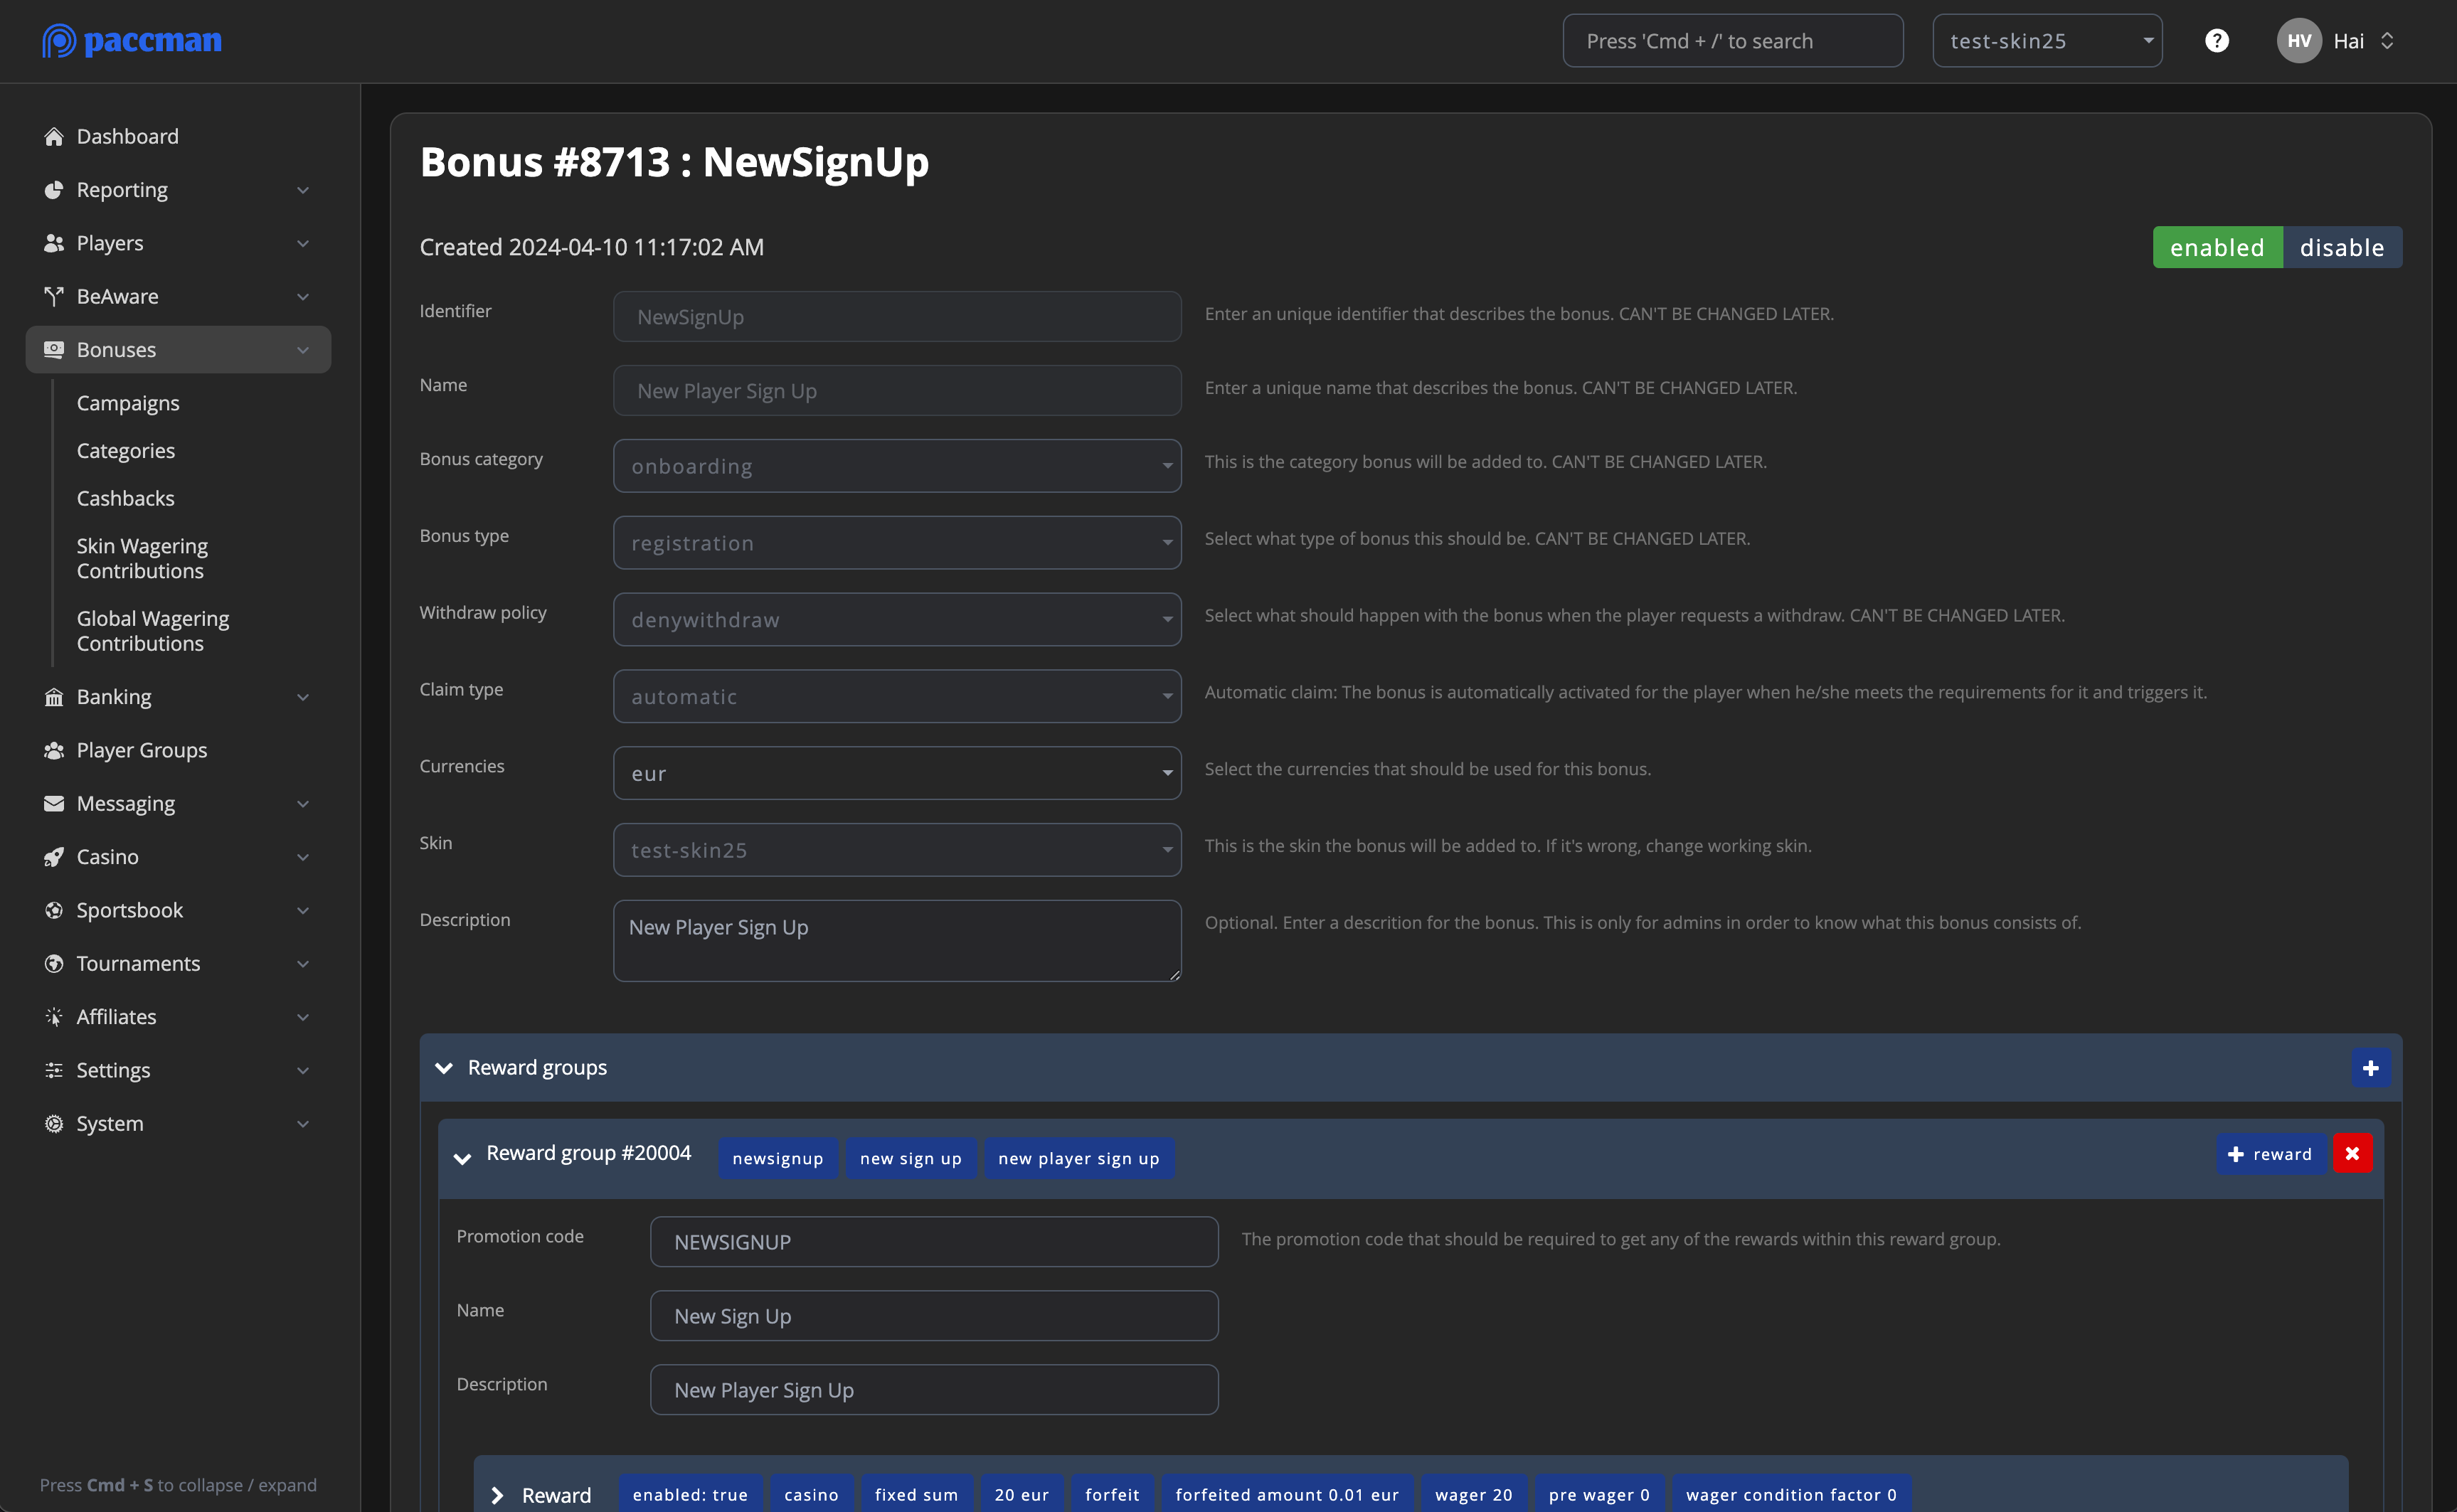 paccman
Press 'Cmd + /' to search
test-skin25
?
HV
Hai
Dashboard
Reporting
Players
BeAware
Bonuses
Campaigns
Categories
Cashbacks
Skin Wagering
Contributions
Global Wagering
Contributions
Banking
Player Groups
Messaging
Casino
Sportsbook
Tournaments
Affiliates
Settings
System
Press Cmd + S to collapse / expand
Bonus #8713 : NewSignUp
Created 2024-04-10 11:17:02 AM
enabled disable
Identifier NewSignUp Enter an unique identifier that describes the bonus. CAN'T BE CHANGED LATER.
Name New Player Sign Up Enter a unique name that describes the bonus. CAN'T BE CHANGED LATER.
Bonus category onboarding This is the category bonus will be added to. CAN'T BE CHANGED LATER.
Bonus type registration Select what type of bonus this should be. CAN'T BE CHANGED LATER.
Withdraw policy denywithdraw Select what should happen with the bonus when the player requests a withdraw. CAN'T BE CHANGED LATER.
Claim type automatic Automatic claim: The bonus is automatically activated for the player when he/she meets the requirements for it and triggers it.
Currencies eur Select the currencies that should be used for this bonus.
Skin test-skin25 This is the skin the bonus will be added to. If it's wrong, change working skin.
Description New Player Sign Up Optional. Enter a descrition for the bonus. This is only for admins in order to know what this bonus consists of.
Reward groups
Reward group #20004 newsignup new sign up new player sign up reward
Promotion code NEWSIGNUP The promotion code that should be required to get any of the rewards within this reward group.
Name New Sign Up
Description New Player Sign Up
Reward enabled: true casino fixed sum 20 eur forfeit forfeited amount 0.01 eur wager 20 pre wager 0 wager condition factor 0